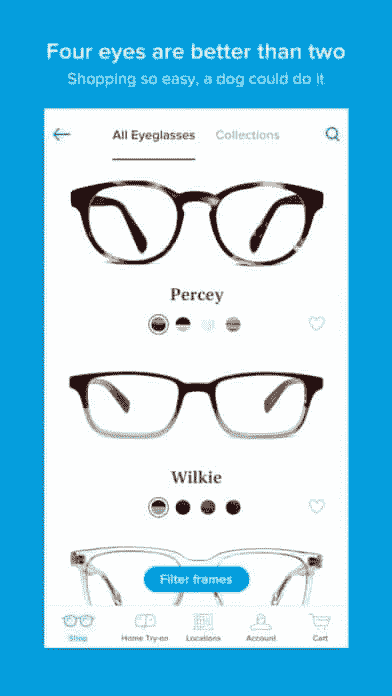 Four eyes are better than two
Shopping so easy, a dog could do it
All Eyeglasses Collections
Percey
Wilkie
Filter frames
Shop Home Try-on Locations Account Cart